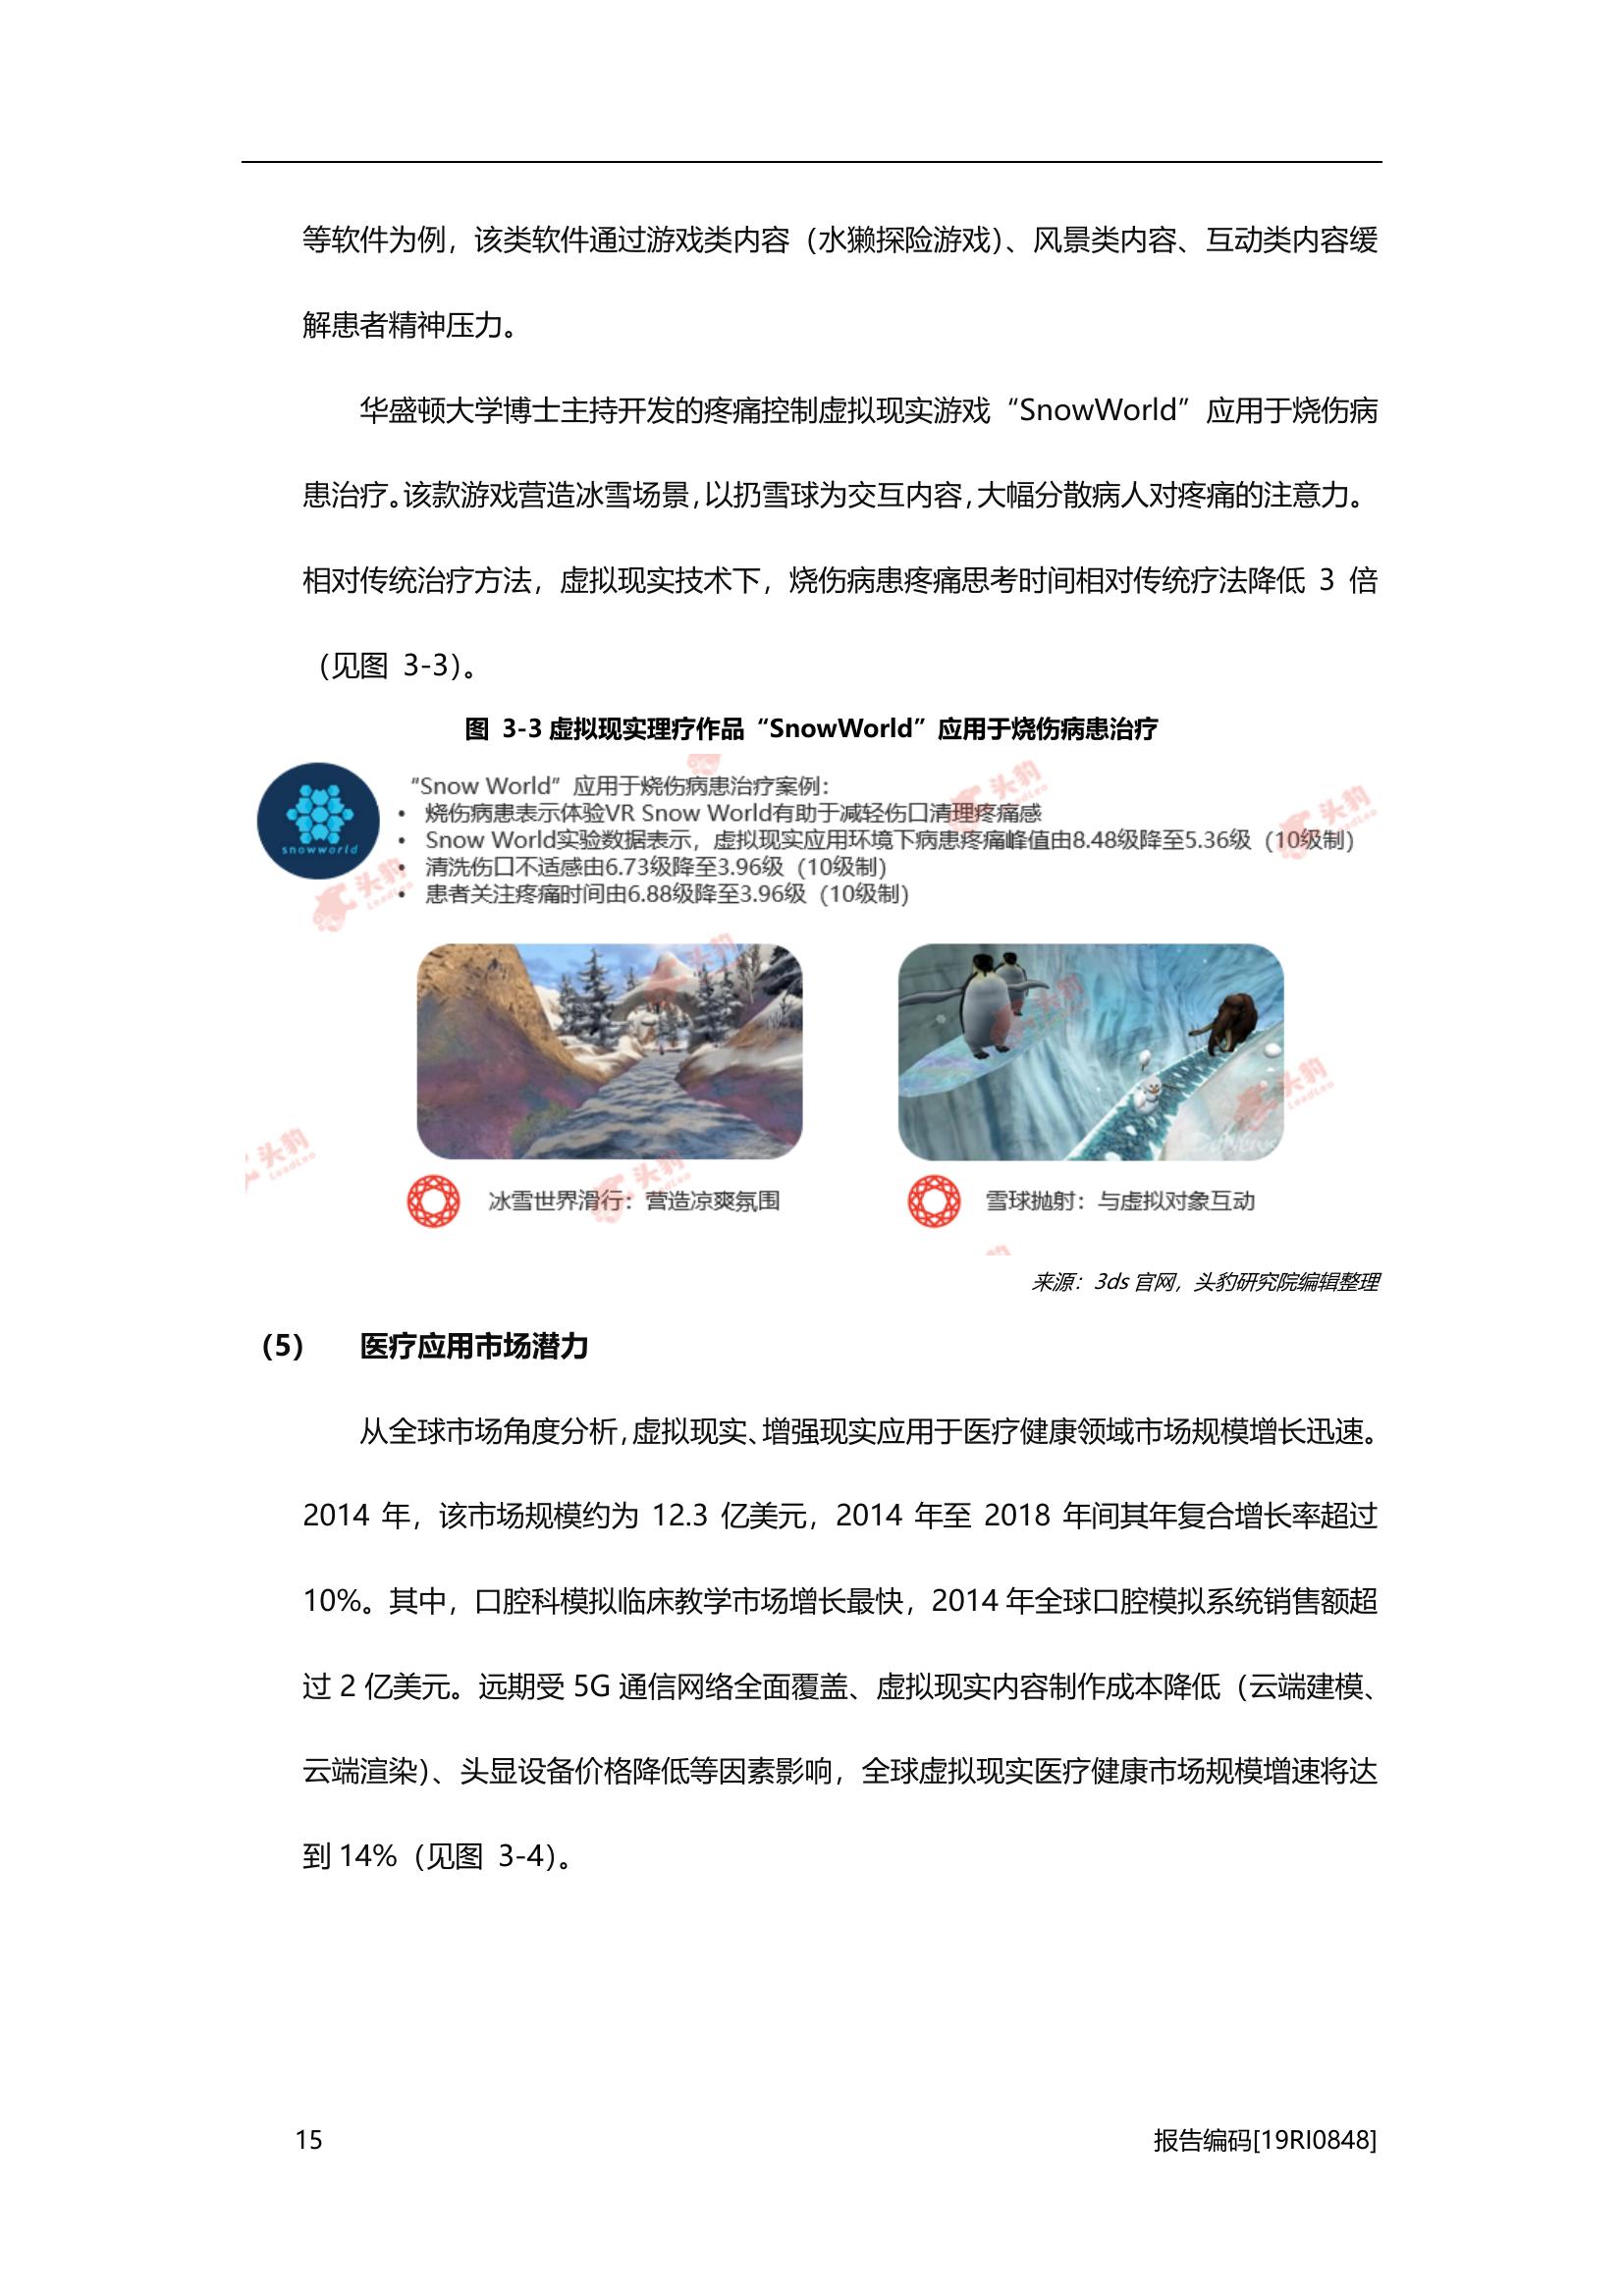 等软件为例，该类软件通过游戏类内容（水獭探险游戏）、风景类内容、互动类内容缓
解患者精神压力。
华盛顿大学博士主持开发的疼痛控制虚拟现实游戏“SnowWorld”应用于烧伤病
患治疗。该款游戏营造冰雪场景，以扔雪球为交互内容，大幅分散病人对疼痛的注意力。
相对传统治疗方法，虚拟现实技术下，烧伤病患疼痛思考时间相对传统疗法降低 3 倍
（见图 3-3）。
图 3-3 虚拟现实理疗作品“SnowWorld”应用于烧伤病患治疗
snowworld
“Snow World”应用于烧伤病患治疗案例：
• 烧伤病患表示体验VR Snow World有助于减轻伤口清理疼痛感
• Snow World实验数据表示，虚拟现实应用环境下病患疼痛峰值由8.48级降至5.36级（10级制）
• 清洗伤口不适感由6.73级降至3.96级（10级制）
• 患者关注疼痛时间由6.88级降至3.96级（10级制）
头豹
LeadLeo
冰雪世界滑行：营造凉爽氛围
雪球抛射：与虚拟对象互动
来源：3ds 官网，头豹研究院编辑整理
（5） 医疗应用市场潜力
从全球市场角度分析，虚拟现实、增强现实应用于医疗健康领域市场规模增长迅速。
2014 年，该市场规模约为 12.3 亿美元，2014 年至 2018 年间其年复合增长率超过
10%。其中，口腔科模拟临床教学市场增长最快，2014 年全球口腔模拟系统销售额超
过 2 亿美元。远期受 5G 通信网络全面覆盖、虚拟现实内容制作成本降低（云端建模、
云端渲染）、头显设备价格降低等因素影响，全球虚拟现实医疗健康市场规模增速将达
到 14%（见图 3-4）。
15
报告编码[19RI0848]